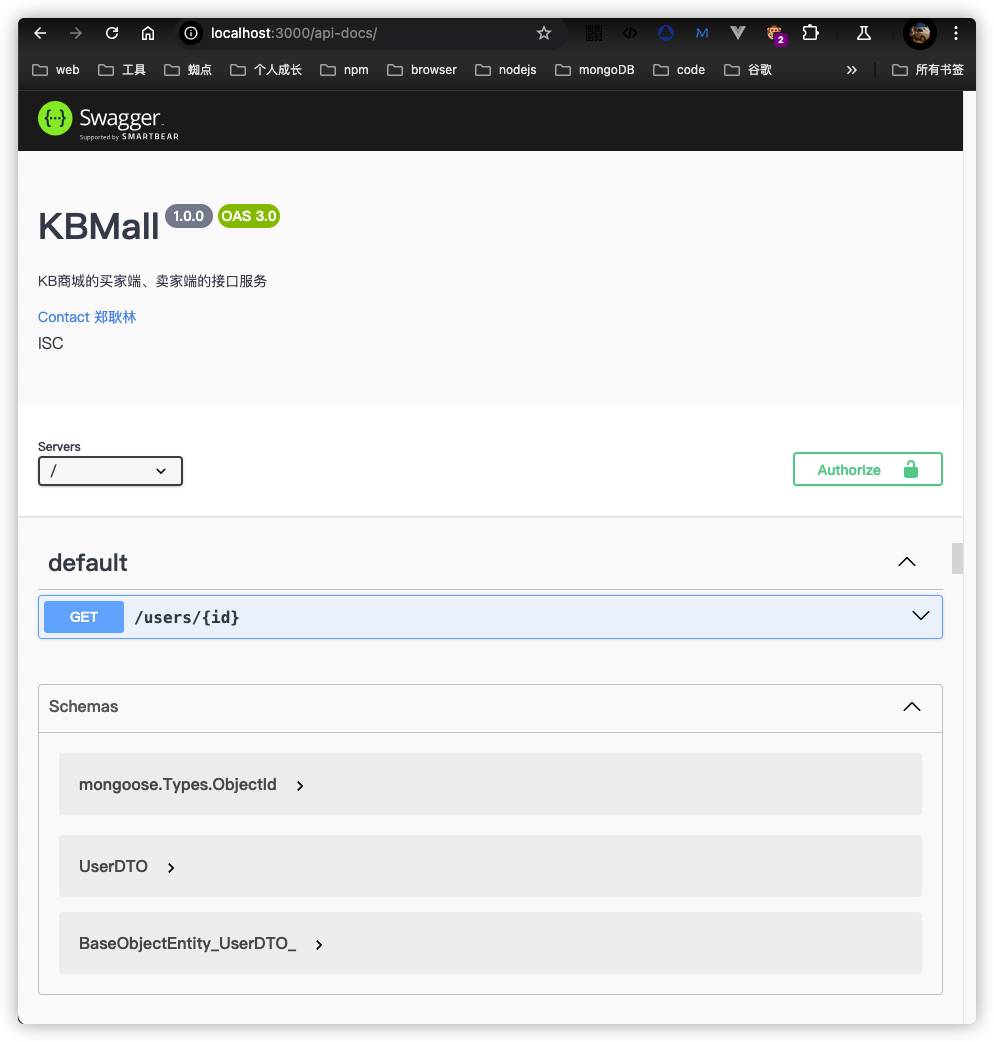 localhost:3000/api-docs/
2
web 工具 蜘点 个人成长 npm browser nodejs mongoDB code 谷歌 所有书签
Swagger
Supported by SMARTBEAR
KBMall 1.0.0 OAS 3.0
KB商城的买家端、卖家端的接口服务
Contact 郑耿林
ISC
Servers
/
Authorize
default
GET /users/{id}
Schemas
mongoose.Types.ObjectId
UserDTO
BaseObjectEntity_UserDTO_